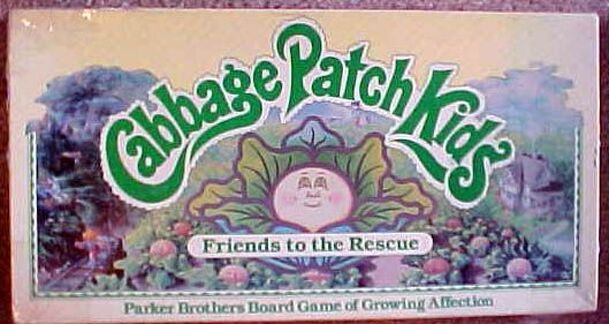 Cabbage Patch Kids
Friends to the Rescue
Parker Brothers Board Game of Growing Affection